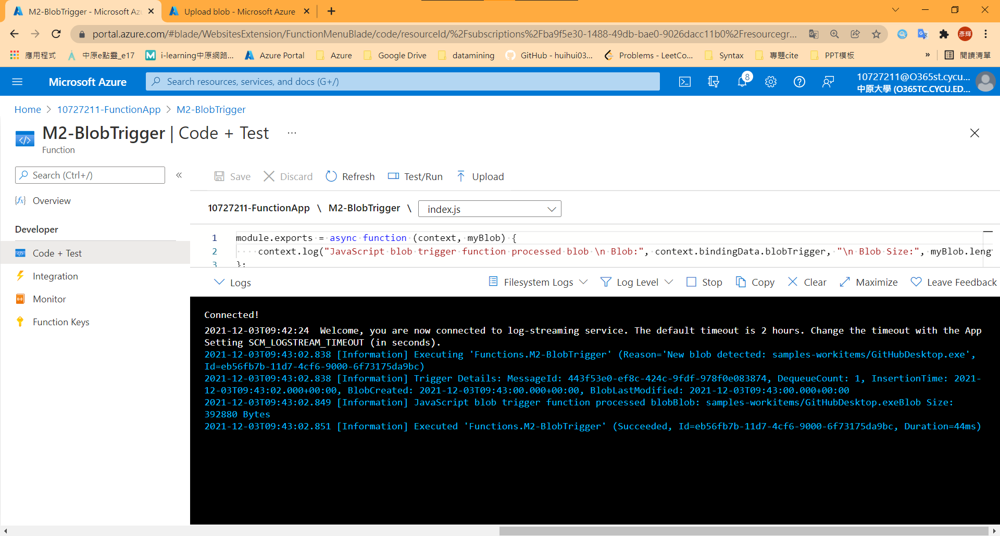 M2-BlobTrigger - Microsoft Az
Upload blob - Microsoft Azure
portal.azure.com/#blade/WebsitesExtension/FunctionMenuBlade/code/resourceId/%2Fsubscriptions%2Fba9f5e30-1488-49db-bae0-9026dacc11b0%2Fresourcegr...
彥輝
應用程式
中原e點靈_e17
i-learning中原網路...
Azure Portal
Azure
Google Drive
datamining
GitHub - huihui03...
Problems - LeetCo...
Syntax
專題cite
PPT模板
»
閱讀清單
Microsoft Azure
Search resources, services, and docs (G+/)
8
10727211@O365st.cycu...
中原大學 (O365TC.CYCU.ED...
Home > 10727211-FunctionApp > M2-BlobTrigger
M2-BlobTrigger | Code + Test ...
Function
Search (Ctrl+/)
«
Save
Discard
Refresh
Test/Run
Upload
Overview
10727211-FunctionApp \ M2-BlobTrigger \ index.js
Developer
Code + Test
Integration
Monitor
Function Keys
1 module.exports = async function (context, myBlob) {
2 context.log("JavaScript blob trigger function processed blob \n Blob:", context.bindingData.blobTrigger, "\n Blob Size:", myBlob.leng
3 };
Logs
Filesystem Logs
Log Level
Stop
Copy
Clear
Maximize
Leave Feedback
Connected!
2021-12-03T09:42:24  Welcome, you are now connected to log-streaming service. The default timeout is 2 hours. Change the timeout with the App
Setting SCM_LOGSTREAM_TIMEOUT (in seconds).
2021-12-03T09:43:02.838 [Information] Executing 'Functions.M2-BlobTrigger' (Reason='New blob detected: samples-workitems/GitHubDesktop.exe',
Id=eb56fb7b-11d7-4cf6-9000-6f73175da9bc)
2021-12-03T09:43:02.838 [Information] Trigger Details: MessageId: 443f53e0-ef8c-424c-9fdf-978f0e083874, DequeueCount: 1, InsertionTime: 2021-
12-03T09:43:02.000+00:00, BlobCreated: 2021-12-03T09:43:00.000+00:00, BlobLastModified: 2021-12-03T09:43:00.000+00:00
2021-12-03T09:43:02.849 [Information] JavaScript blob trigger function processed blobBlob: samples-workitems/GitHubDesktop.exeBlob Size:
392880 Bytes
2021-12-03T09:43:02.851 [Information] Executed 'Functions.M2-BlobTrigger' (Succeeded, Id=eb56fb7b-11d7-4cf6-9000-6f73175da9bc, Duration=44ms)